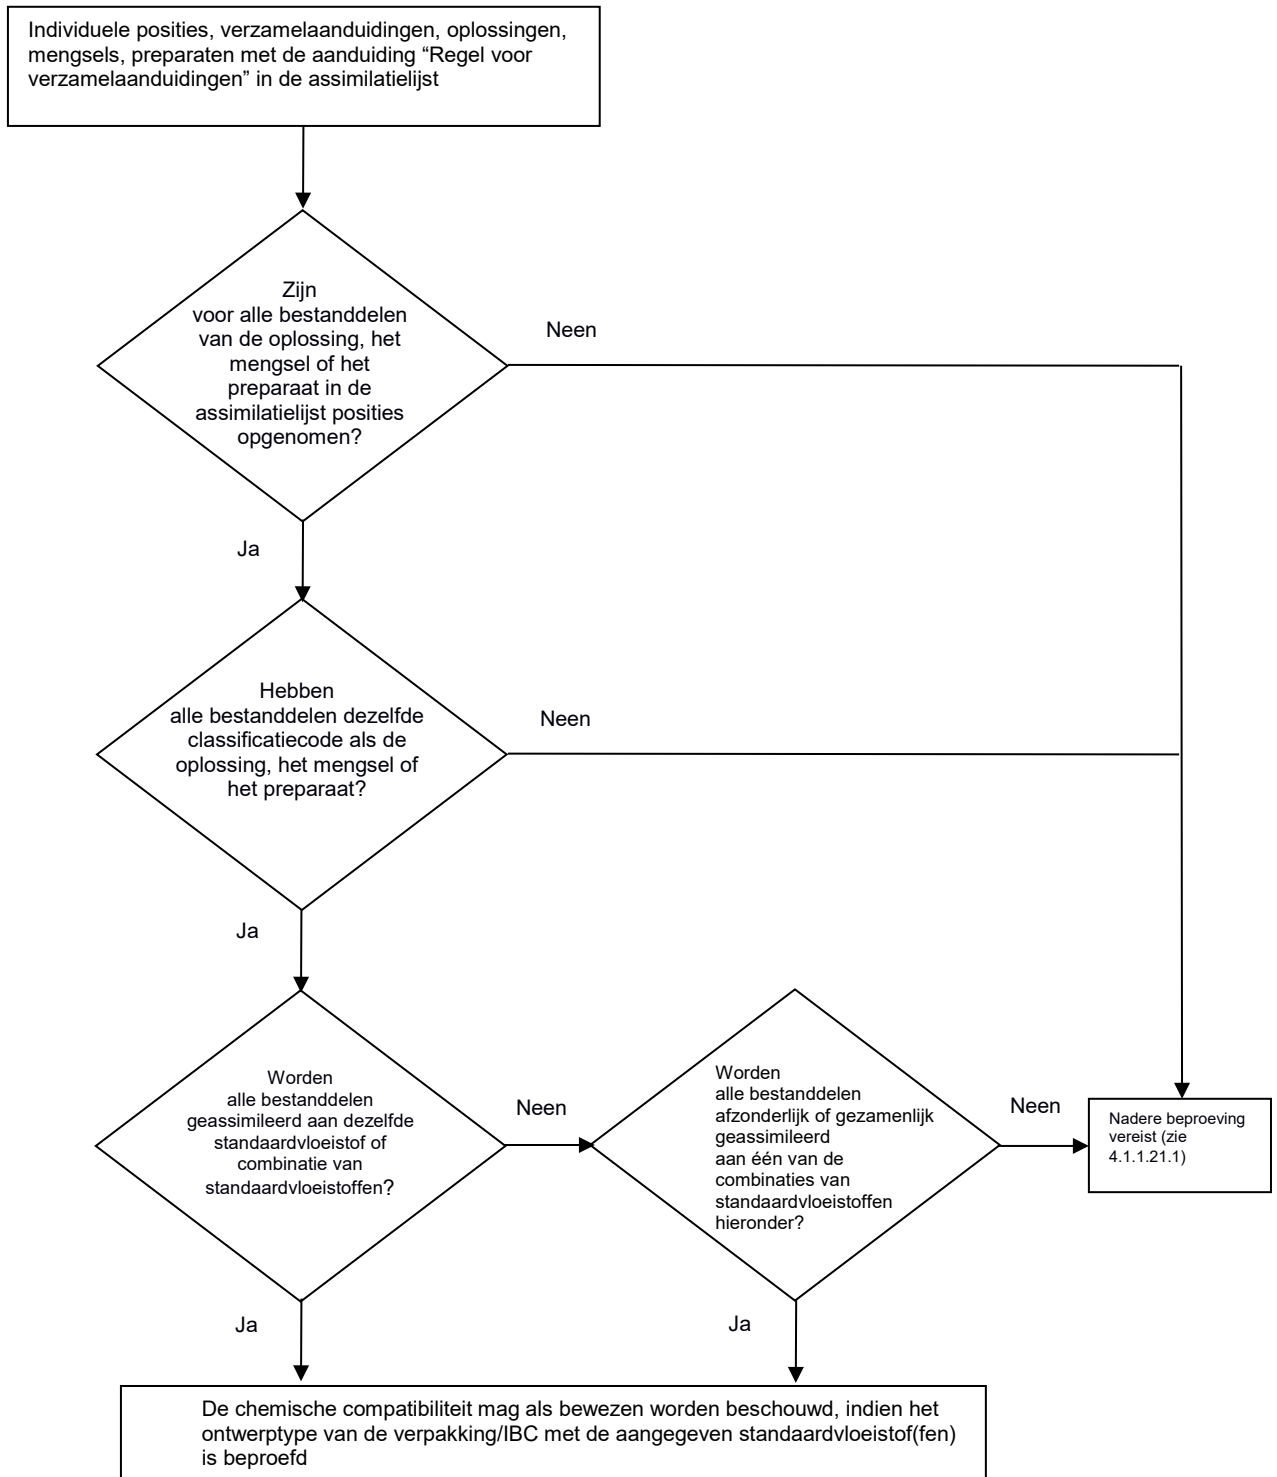 Individuele posities, verzamelaanduidingen, oplossingen,
mengsels, preparaten met de aanduiding “Regel voor
verzamelaanduidingen” in de assimilatielijst
Zijn
voor alle bestanddelen
van de oplossing, het
mengsel of het
preparaat in de
assimilatielijst posities
opgenomen?
Neen
Ja
Hebben
alle bestanddelen dezelfde
classificatiecode als de
oplossing, het mengsel of
het preparaat?
Neen
Ja
Worden
alle bestanddelen
geassimileerd aan dezelfde
standaardvloeistof of
combinatie van
standaardvloeistoffen?
Neen
Worden
alle bestanddelen
afzonderlijk of gezamenlijk
geassimileerd
aan één van de
combinaties van
standaardvloeistoffen
hieronder?
Neen
Nadere beproeving
vereist (zie
4.1.1.21.1)
Ja
Ja
De chemische compatibiliteit mag als bewezen worden beschouwd, indien het
ontwerptype van de verpakking/IBC met de aangegeven standaardvloeistof(fen)
is beproefd